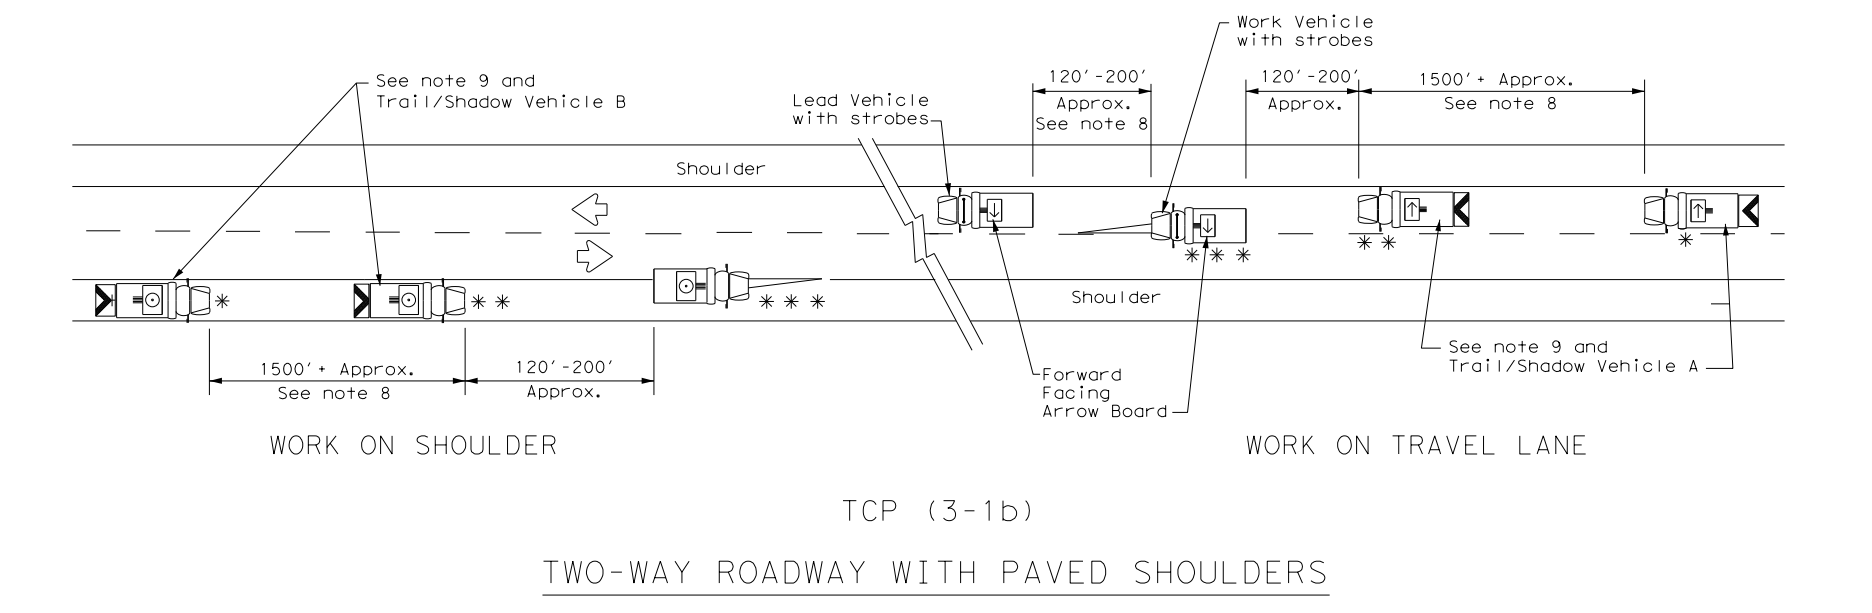 Work Vehicle
with strobes
See note 9 and
Trail/Shadow Vehicle B
Lead Vehicle
with strobes
120'-200'
Approx.
See note 8
120'-200'
Approx.
1500'+ Approx.
See note 8
Shoulder
Shoulder
1500'+ Approx.
See note 8
120'-200'
Approx.
Forward
Facing
Arrow Board
See note 9 and
Trail/Shadow Vehicle A
WORK ON SHOULDER
WORK ON TRAVEL LANE
TCP (3-1b)
TWO-WAY ROADWAY WITH PAVED SHOULDERS